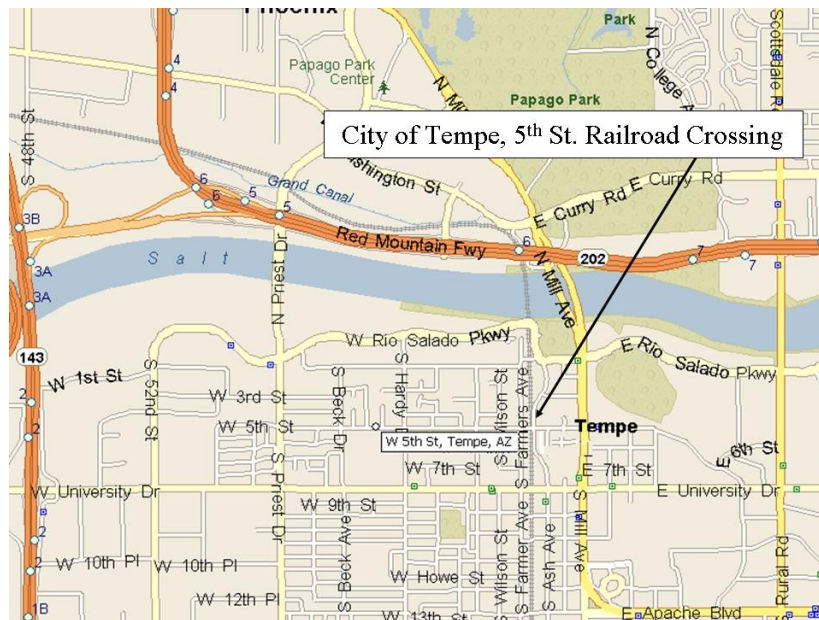 Phoenix
Park
Scottsdale R
N College A
4
Papago Park
Center
4
N Mill
Papago Park
S 48th St
City of Tempe, 5th St. Railroad Crossing
ashington St
6
Grand Canal
E Curry Rd
E Curry Rd
6
5
5
3B
Red Mountain Fwy
6
202
7
7
3A
Salt
N Priest Dr
N Mill Ave
3A
W Rio Salado Pkwy
E Rio Salado Pkwy
143
W 1st St
S 52nd St
S Beck Dr
S Hardy D
S Wilson St
S Farmers Ave
2
W 3rd St
2
W 5th St
W 5th St, Tempe, AZ
Tempe
E 6th St
S Priest Dr
W 7th St
E 7th St
W University Dr
E University Dr
W 9th St
S Mill Ave
2
W 10th Pl
W 10th Pl
S Beck Ave
Wilson St
S Farmer Ave
S Ash Ave
S Rural Rd
2
W Howe St
W 12th Pl
W 13th St
1B
E Apache Blvd